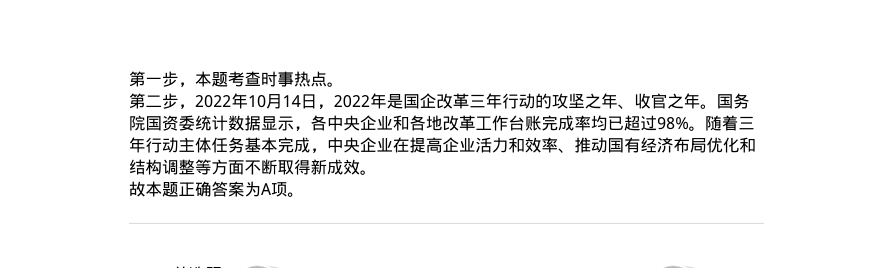 第一步，本题考查时事热点。
第二步，2022年10月14日，2022年是国企改革三年行动的攻坚之年、收官之年。国务
院国资委统计数据显示，各中央企业和各地改革工作台账完成率均已超过98%。随着三
年行动主体任务基本完成，中央企业在提高企业活力和效率、推动国有经济布局优化和
结构调整等方面不断取得新成效。
故本题正确答案为A项。